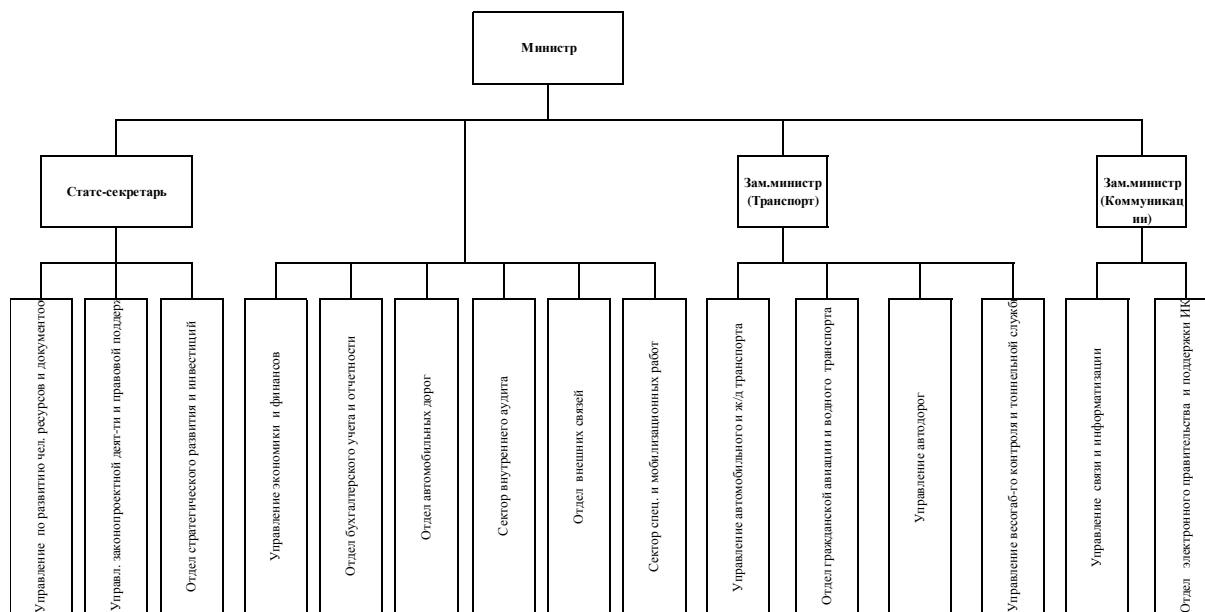 Министр
Статс-секретарь
Зам.министр
(Транспорт)
Зам.министр
(Коммуникац
ии)
Управление по развитию чел. ресурсов и документоо
Управл. законопроектной деят-ти и правовой поддерж
Отдел стратегического развития и инвестиций
Управление экономики и финансов
Отдел бухгалтерского учета и отчетности
Отдел автомобильных дорог
Сектор внутреннего аудита
Отдел внешних связей
Сектор спец. и мобилизационных работ
Управление автомобильного и ж/д транспорта
Отдел гражданской авиации и водного транспорта
Управление автодорог
Управление весогаб-го контроля и тоннельной служб
Управление связи и информатизации
Отдел электронного правительства и поддержки ИК